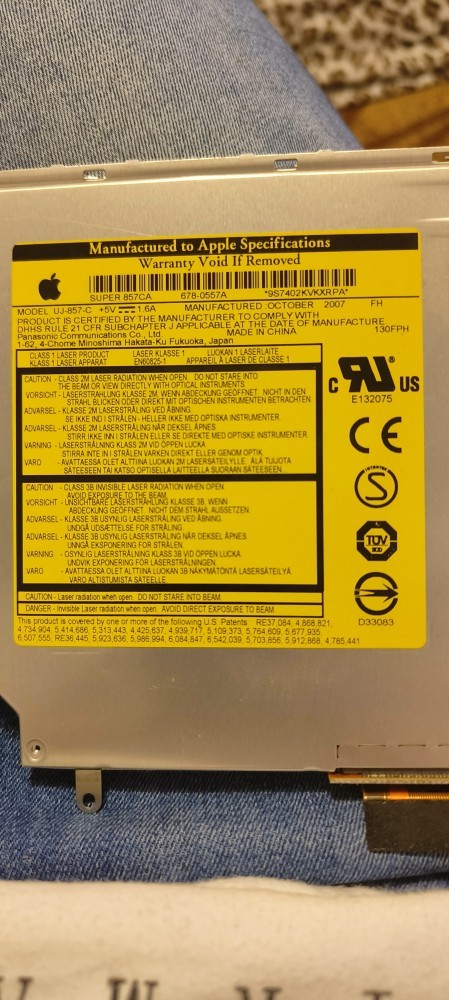 Manufactured to Apple Specifications
Warranty Void If Removed
SUPER 857CA 678-0557A *9S7402KVKXRPA*
MODEL UJ-857-C +5V 1.6A MANUFACTURED OCTOBER 2007 FH
PRODUCT IS CERTIFIED BY THE MANUFACTURER TO COMPLY WITH
DHHS RULE 21 CFR SUBCHAPTER J APPLICABLE AT THE DATE OF MANUFACTURE
Panasonic Communications Co., Ltd. MADE IN CHINA 130FPH
1-62, 4-Chome Minoshima Hakata-Ku Fukuoka, Japan
CLASS 1 LASER PRODUCT LASER KLASSE 1 LUOKAN 1 LASERLAITE
KLASS 1 LASER APPARAT EN60825-1 APPAREIL À LASER DE CLASSE 1
CAUTION - CLASS 2M LASER RADIATION WHEN OPEN DO NOT STARE INTO
THE BEAM OR VIEW DIRECTLY WITH OPTICAL INSTRUMENTS.
VORSICHT - LASERSTRAHLUNG KLASSE 2M, WENN ABDECKUNG GEÖFFNET. NICHT IN DEN
STRAHL BLICKEN ODER DIREKT MIT OPTISCHEN INSTRUMENTEN BETRACHTEN.
ADVARSEL - KLASSE 2M LASERSTRÅLING VED ÅBNING.
SE IKKE IND I STRÅLEN - HELLER IKKE MED OPTISKE INSTRUMENTER.
ADVARSEL - KLASSE 2M LASERSTRÅLING NÅR DEKSEL ÅPNES.
STIRR IKKE INN I STRÅLEN ELLER SE DIREKTE MED OPTISKE INSTRUMENTER
VARNING - LASERSTRÅLNING KLASS 2M VID ÖPPEN LUCKA.
STIRRA INTE IN I STRÅLEN VARKEN DIREKT ELLER GENOM OPTIK.
VARO - AVATTAESSA OLET ALTTIINA LUOKAN 2M LASERSÄTEILYLLE. ÄLÄ TUIJOTA
SÄTEESEEN TAI KATSO OPTISELLA LAITTEELLA SUORAAN SÄTEESEEN.
CAUTION - CLASS 3B INVISIBLE LASER RADIATION WHEN OPEN
AVOID EXPOSURE TO THE BEAM.
VORSICHT - UNSICHTBARE LASERSTRAHLUNG KLASSE 3B, WENN
ABDECKUNG GEÖFFNET. NICHT DEM STRAHL AUSSETZEN.
ADVARSEL - KLASSE 3B USYNLIG LASERSTRÅLING VED ÅBNING.
UNDGÅ UDSÆTTELSE FOR STRÅLING
ADVARSEL - KLASSE 3B USYNLIG LASERSTRÅLING NÅR DEKSEL ÅPNES.
UNNGÅ EKSPONERING FOR STRÅLEN
VARNING - OSYNLIG LASERSTRÅLNING KLASS 3B VID ÖPPEN LUCKA.
UNDVIK EXPONERING FÖR LASERSTRÅLNINGEN.
VARO - AVATTAESSA OLET ALTTIINA LUOKAN 3B NÄKYMÄTÖNTÄ LASERSÄTEILYÄ.
VARO ALTISTUMISTA SÄTEELLE.
CAUTION - Laser radiation when open. DO NOT STARE INTO BEAM.
DANGER - Invisible Laser radiation when open. AVOID DIRECT EXPOSURE TO BEAM.
This product is covered by one or more of the following U.S. Patents RE37,084, 4,868,821,
4,734,904, 5,414,686, 5,313,443, 4,425,637, 4,939,717, 5,109,373, 5,764,609, 5,677,935,
6,507,555, RE36,445, 5,923,636, 5,986,994, 6,084,847, 6,542,039, 5,703,856, 5,912,868, 4,785,441
C RU ® US
E132075
CE
S
TÜV
D33083